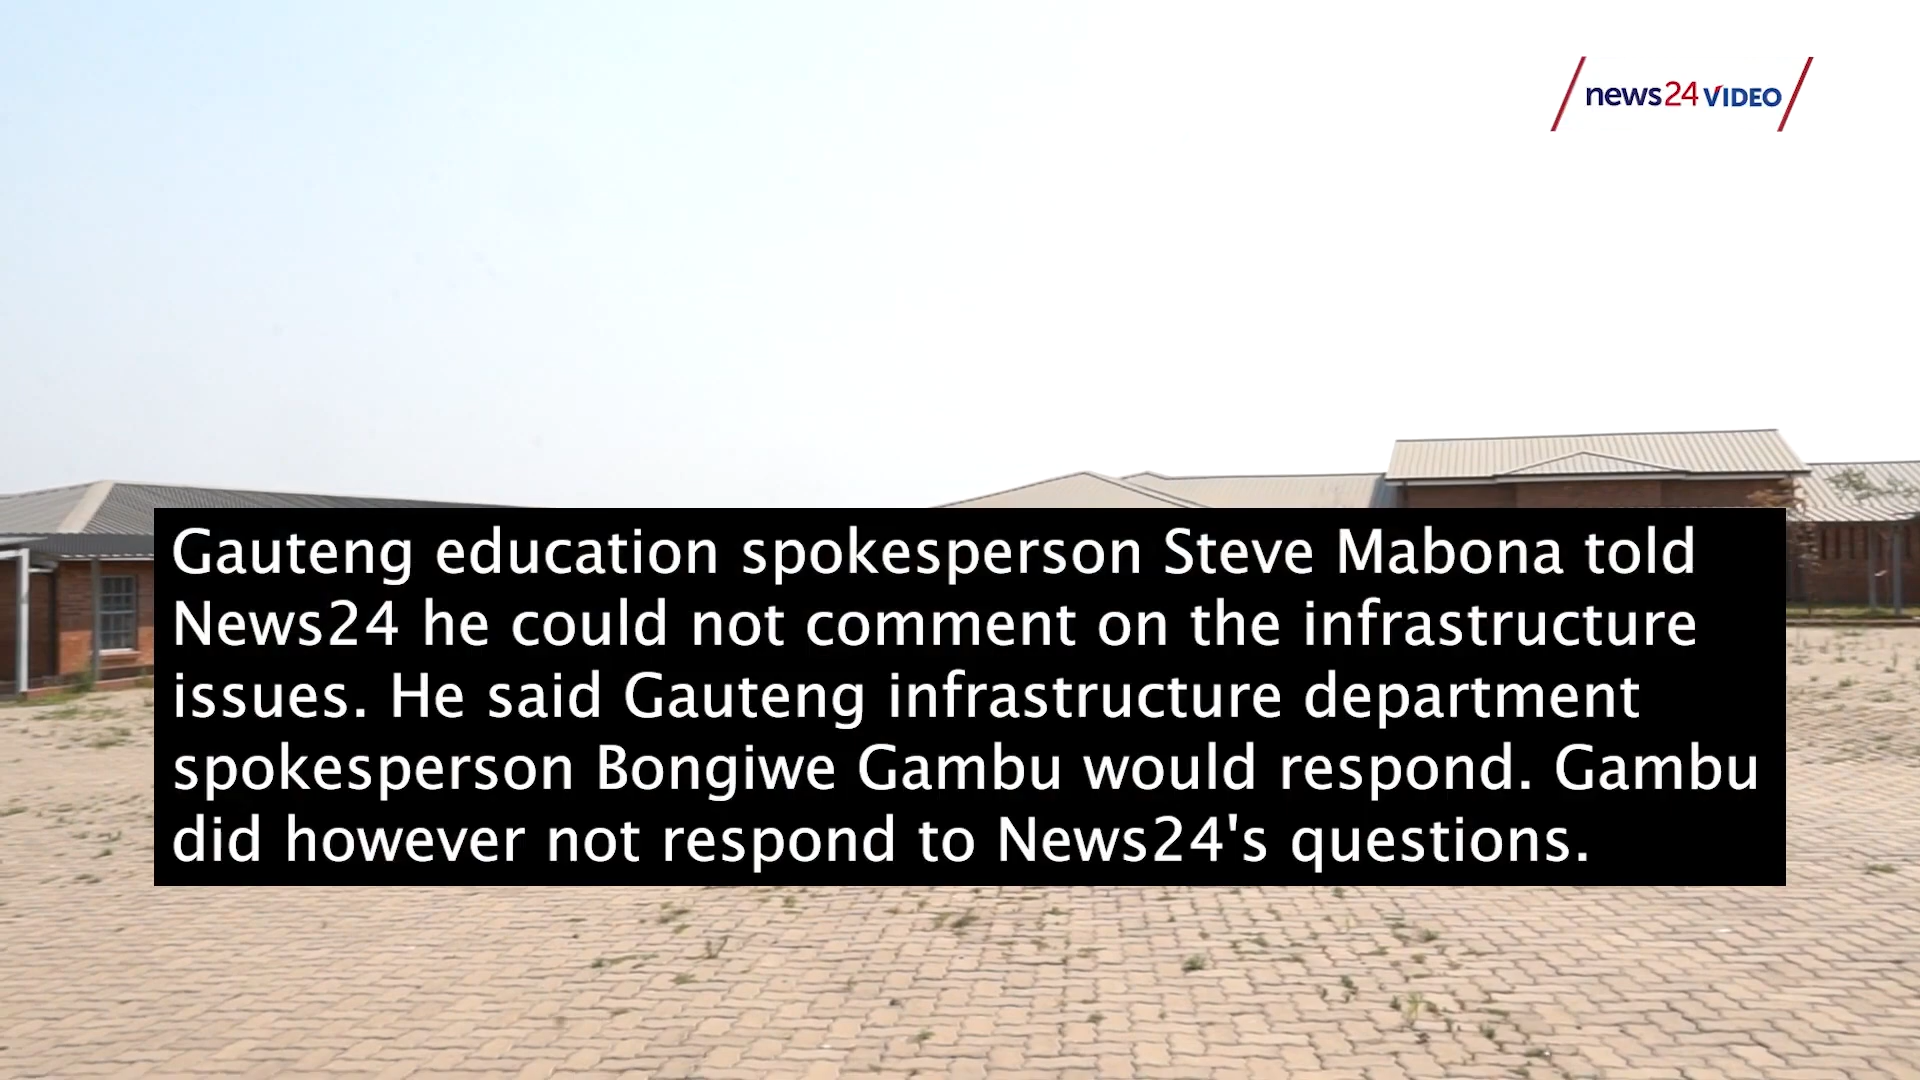 news24 VIDEO
Gauteng education spokesperson Steve Mabona told
News24 he could not comment on the infrastructure
issues. He said Gauteng infrastructure department
spokesperson Bongiwe Gambu would respond. Gambu
did however not respond to News24's questions.